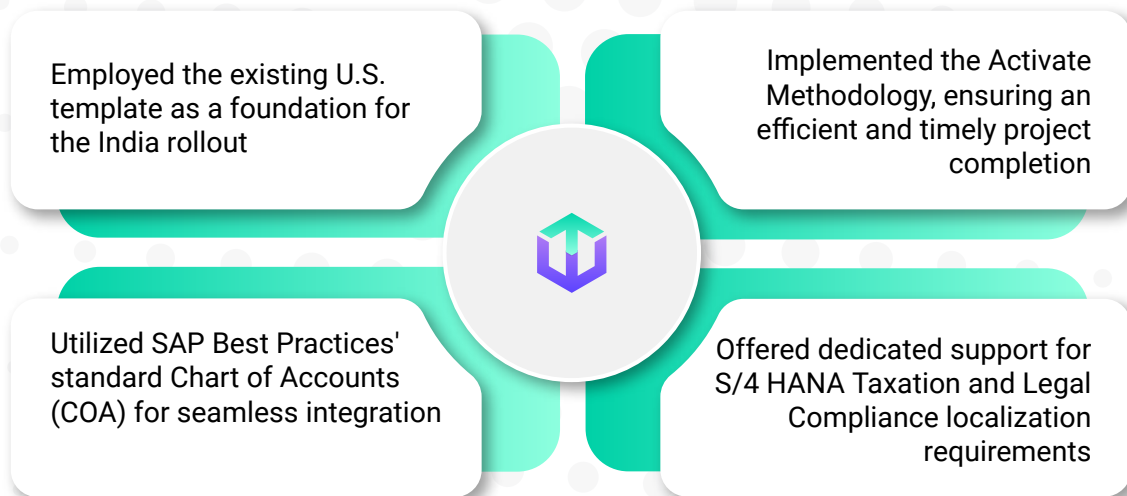 Employed the existing U.S.
template as a foundation for
the India rollout
Implemented the Activate
Methodology, ensuring an
efficient and timely project
completion
Utilized SAP Best Practices'
standard Chart of Accounts
(COA) for seamless integration
Offered dedicated support for
S/4 HANA Taxation and Legal
Compliance localization
requirements